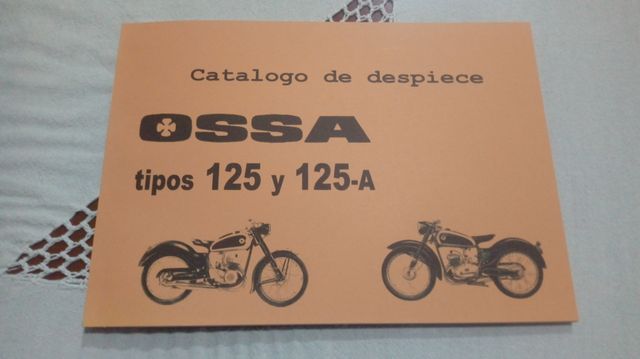 Catalogo de despiece
OSSA
tipos 125 y 125-A